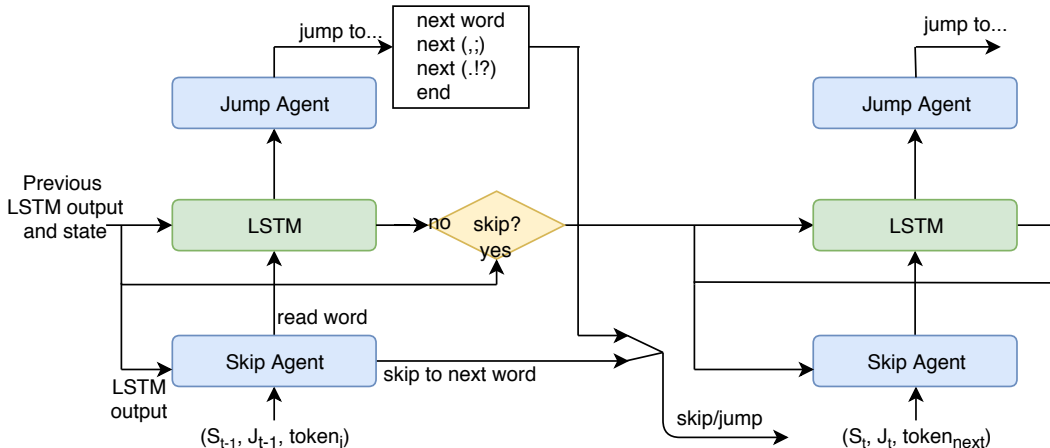 jump to...
next word
next (,;)
next (.!?)
end
jump to...
Jump Agent
Jump Agent
Previous
LSTM output
and state
LSTM
no
skip?
yes
LSTM
read word
Skip Agent
Skip Agent
LSTM
output
skip to next word
(Sₜ₋₁, Jₜ₋₁, tokenᵢ)
skip/jump
(Sₜ, Jₜ, token_next)